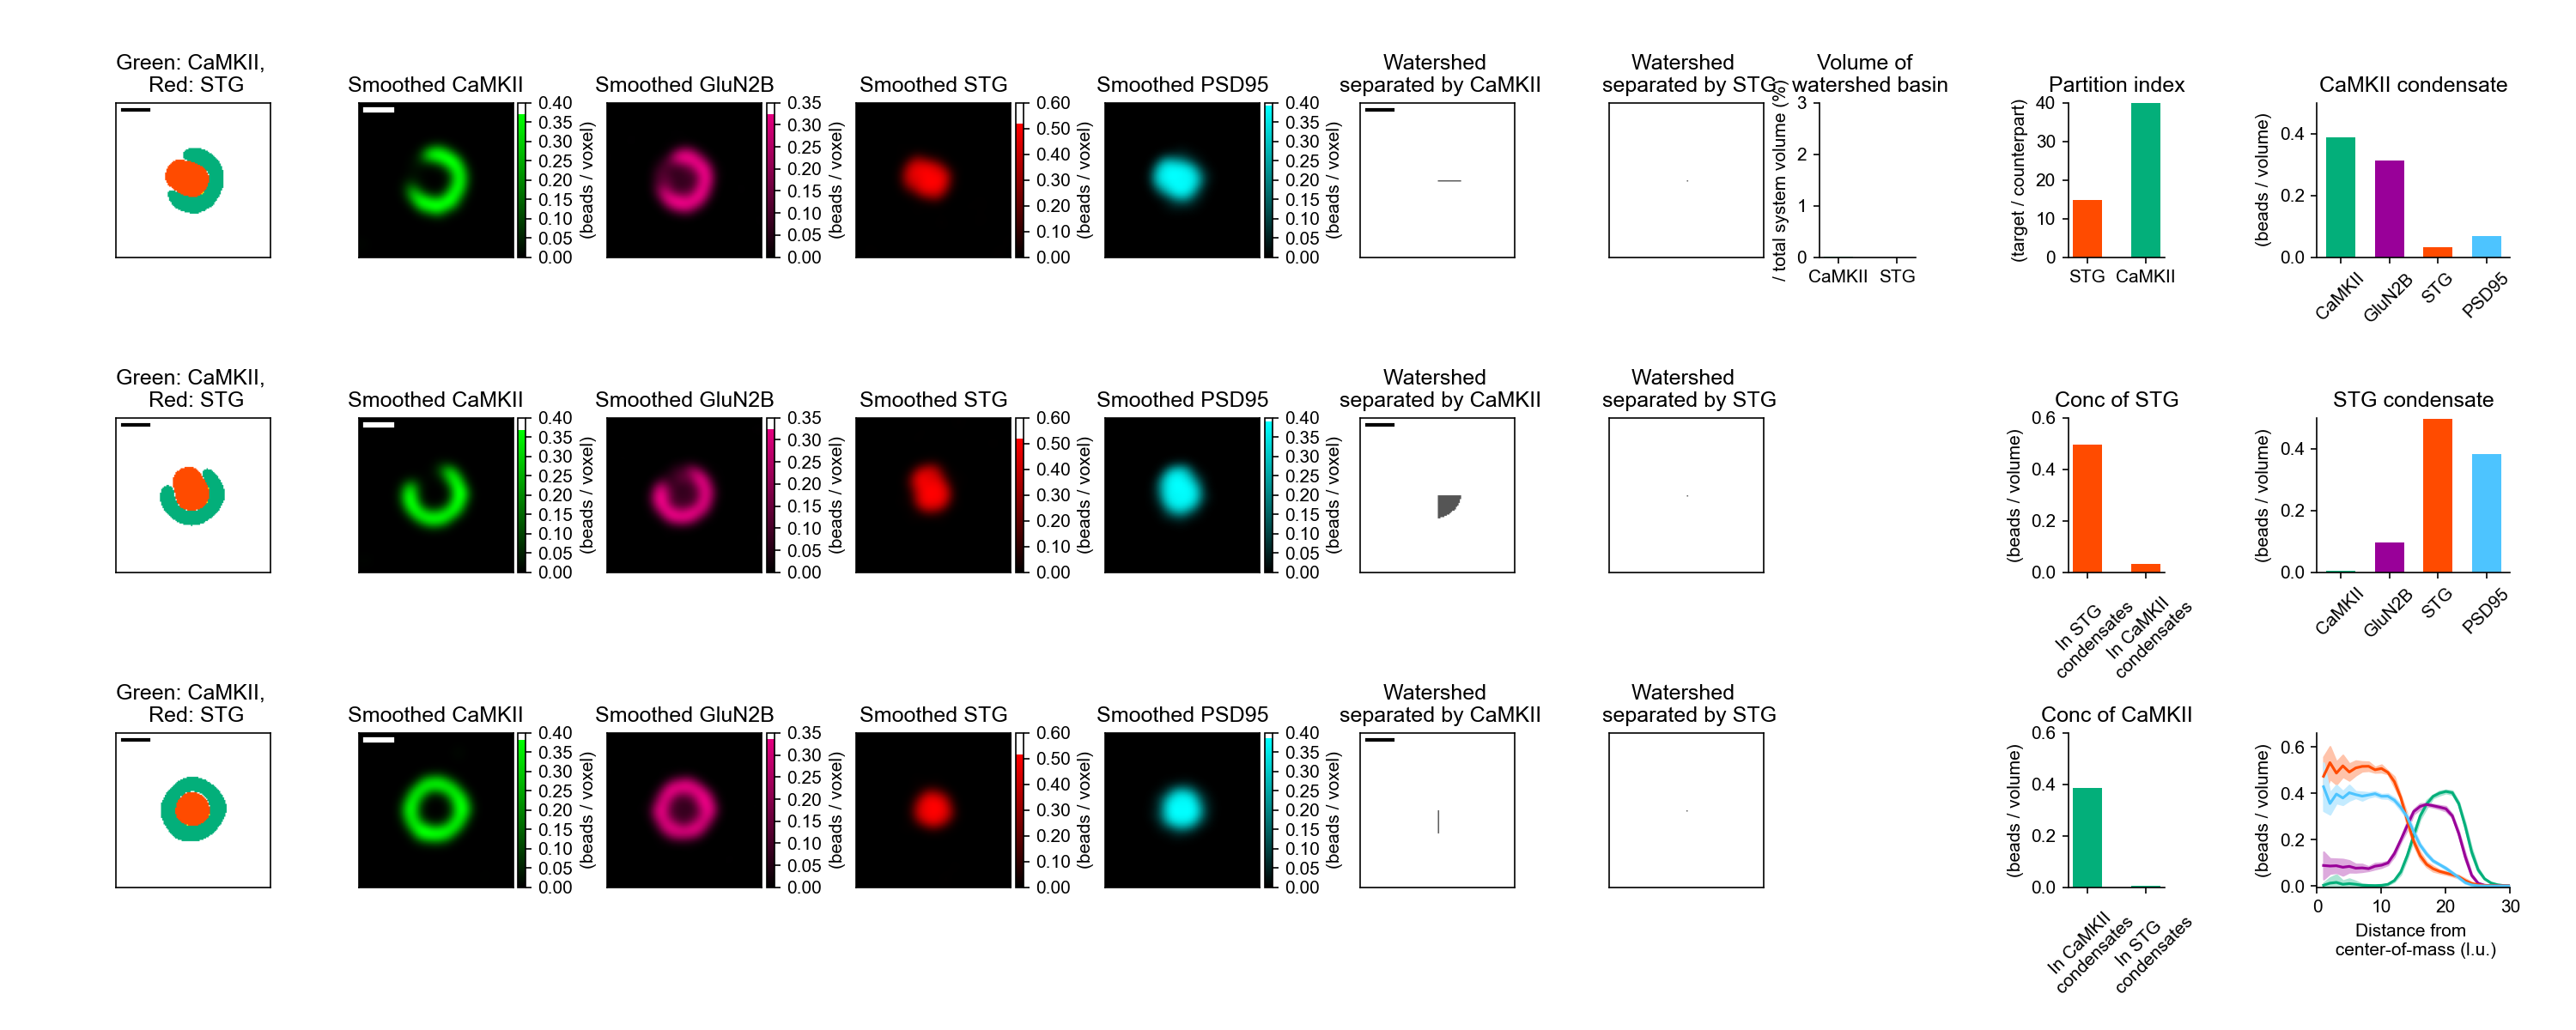 Green: CaMKII,
Red: STG
Smoothed CaMKII
0.40
0.35
0.30
0.25
0.20
0.15
0.10
0.05
0.00
(beads / voxel)
Smoothed GluN2B
0.35
0.30
0.25
0.20
0.15
0.10
0.05
0.00
(beads / voxel)
Smoothed STG
0.60
0.50
0.40
0.30
0.20
0.10
0.00
(beads / voxel)
Smoothed PSD95
0.40
0.35
0.30
0.25
0.20
0.15
0.10
0.05
0.00
(beads / voxel)
Watershed
separated by CaMKII
Watershed
separated by STG
Volume of
watershed basin
/ total system volume (%)
3
2
1
0
CaMKII
STG
Partition index
(target / counterpart)
40
30
20
10
0
STG
CaMKII
CaMKII condensate
(beads / volume)
0.4
0.2
0.0
CaMKII
GluN2B
STG
PSD95
Green: CaMKII,
Red: STG
Smoothed CaMKII
0.40
0.35
0.30
0.25
0.20
0.15
0.10
0.05
0.00
(beads / voxel)
Smoothed GluN2B
0.35
0.30
0.25
0.20
0.15
0.10
0.05
0.00
(beads / voxel)
Smoothed STG
0.60
0.50
0.40
0.30
0.20
0.10
0.00
(beads / voxel)
Smoothed PSD95
0.40
0.35
0.30
0.25
0.20
0.15
0.10
0.05
0.00
(beads / voxel)
Watershed
separated by CaMKII
Watershed
separated by STG
Conc of STG
(beads / volume)
0.6
0.4
0.2
0.0
In STG
condensates
In CaMKII
condensates
STG condensate
(beads / volume)
0.4
0.2
0.0
CaMKII
GluN2B
STG
PSD95
Green: CaMKII,
Red: STG
Smoothed CaMKII
0.40
0.35
0.30
0.25
0.20
0.15
0.10
0.05
0.00
(beads / voxel)
Smoothed GluN2B
0.35
0.30
0.25
0.20
0.15
0.10
0.05
0.00
(beads / voxel)
Smoothed STG
0.60
0.50
0.40
0.30
0.20
0.10
0.00
(beads / voxel)
Smoothed PSD95
0.40
0.35
0.30
0.25
0.20
0.15
0.10
0.05
0.00
(beads / voxel)
Watershed
separated by CaMKII
Watershed
separated by STG
Conc of CaMKII
(beads / volume)
0.6
0.4
0.2
0.0
In CaMKII
condensates
In STG
condensates
(beads / volume)
0.6
0.4
0.2
0.0
0
10
20
30
Distance from
center-of-mass (l.u.)